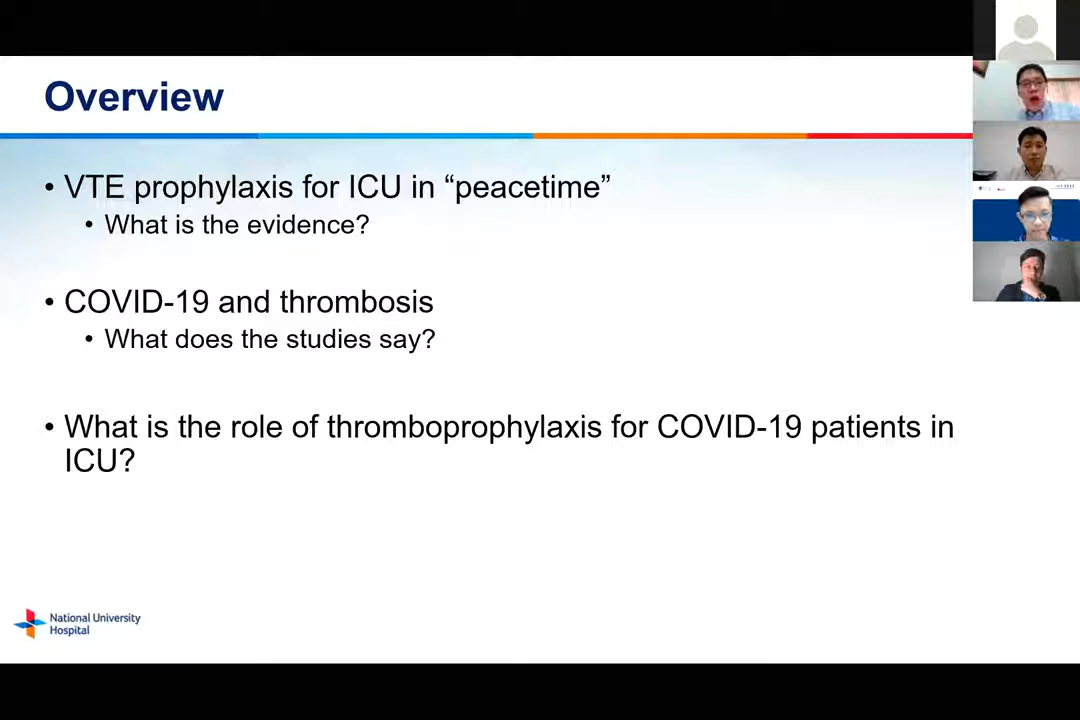 Overview
• VTE prophylaxis for ICU in “peacetime”
• What is the evidence?
• COVID-19 and thrombosis
• What does the studies say?
• What is the role of thromboprophylaxis for COVID-19 patients in
ICU?
National University
Hospital